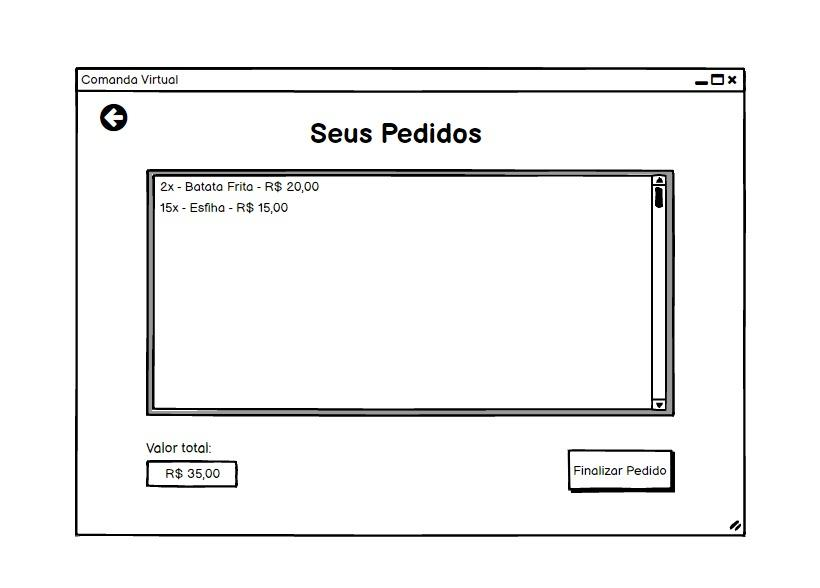 Comanda Virtual
Seus Pedidos
2x - Batata Frita - R$ 20,00
15x - Esfiha - R$ 15,00
Valor total:
R$ 35,00
Finalizar Pedido